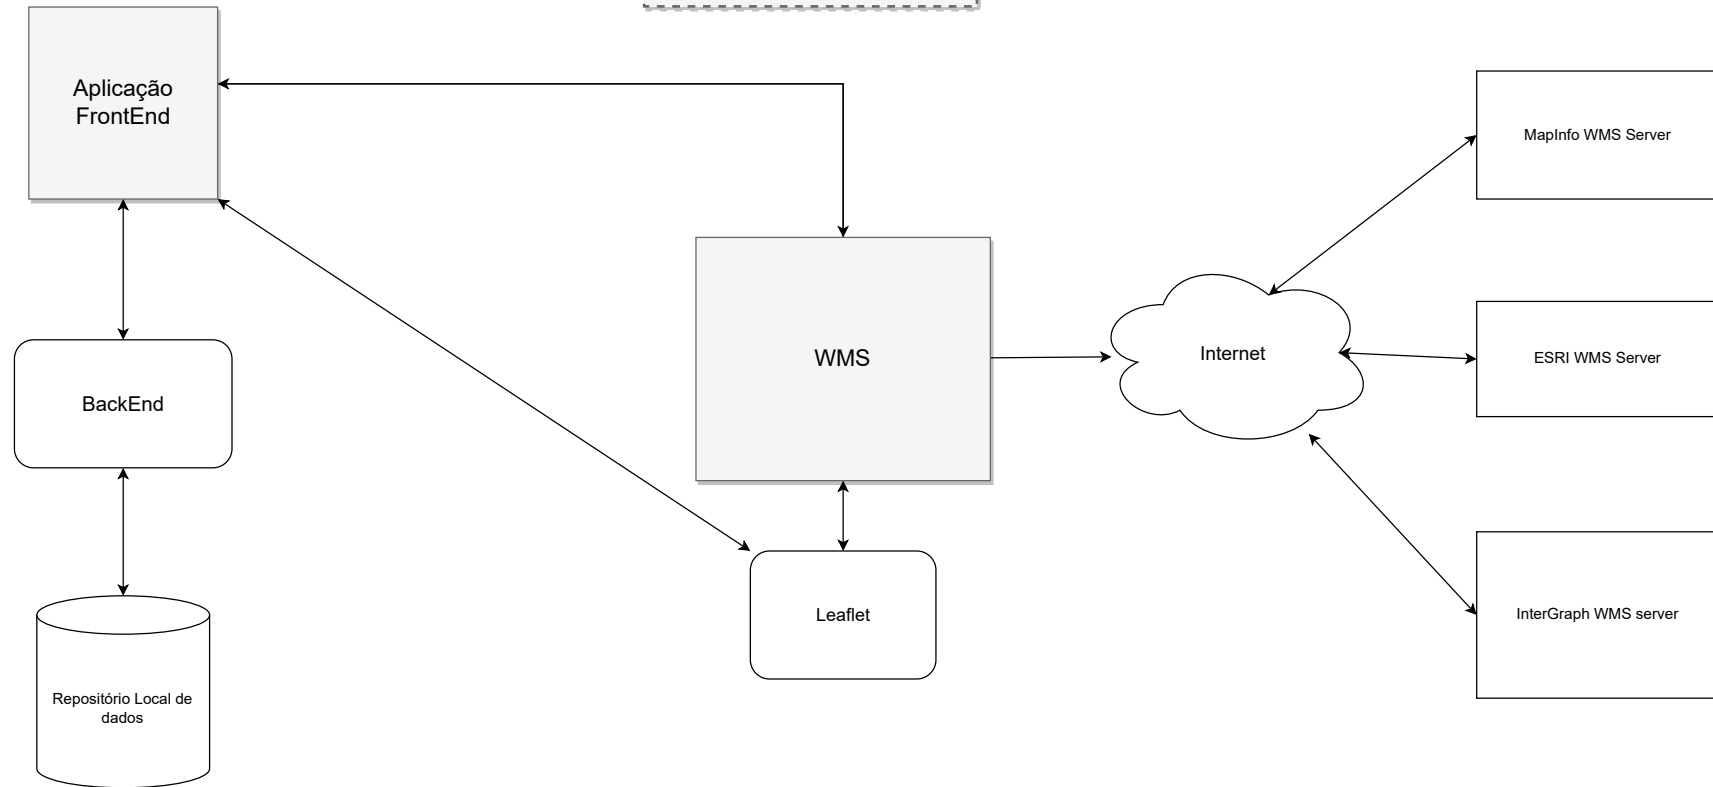 Aplicação
FrontEnd
MapInfo WMS Server
WMS
Internet
ESRI WMS Server
BackEnd
Leaflet
InterGraph WMS server
Repositório Local de
dados